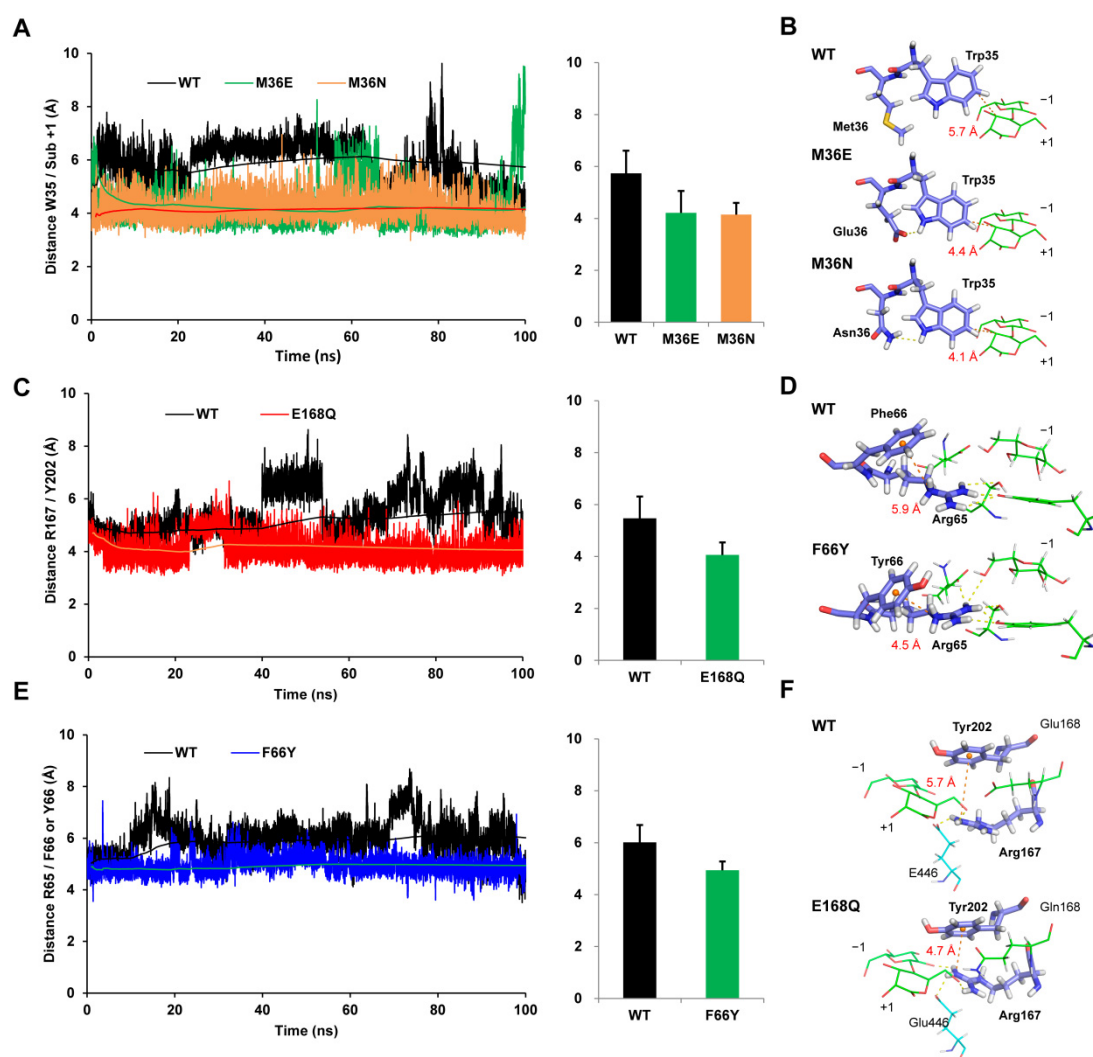 A
Distance W35 / Sub +1 (Å)
10
8
6
4
2
0
WT M36E M36N
0 20 40 60 80 100
Time (ns)
10
8
6
4
2
0
WT M36E M36N
B
WT
Trp35
Met36
5.7 Å
−1
+1
M36E
Trp35
Glu36
4.4 Å
−1
+1
M36N
Trp35
Asn36
4.1 Å
−1
+1
C
Distance R167 / Y202 (Å)
10
8
6
4
2
0
WT E168Q
0 20 40 60 80 100
Time (ns)
10
8
6
4
2
0
WT E168Q
D
WT
Phe66
−1
5.9 Å
Arg65
F66Y
Tyr66
−1
4.5 Å
Arg65
E
Distance R65 / F66 or Y66 (Å)
10
8
6
4
2
0
WT F66Y
0 20 40 60 80 100
Time (ns)
10
8
6
4
2
0
WT F66Y
F
WT
Tyr202
Glu168
−1
5.7 Å
+1
Arg167
E446
E168Q
Tyr202
Gln168
−1
4.7 Å
+1
Glu446
Arg167